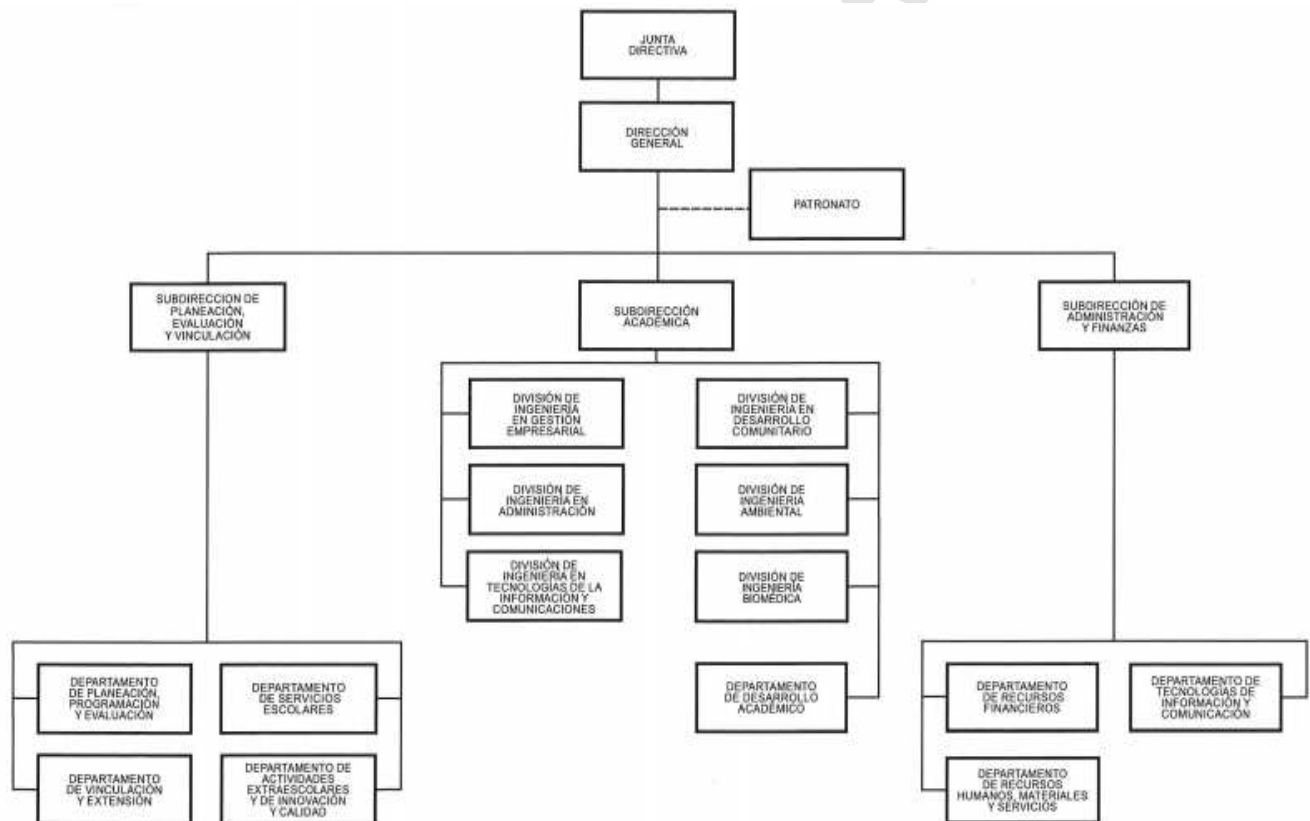 JUNTA
DIRECTIVA
DIRECCIÓN
GENERAL
PATRONATO
SUBDIRECCION DE
PLANEACIÓN,
EVALUACIÓN
Y VINCULACIÓN
SUBDIRECCIÓN
ACADÉMICA
SUBDIRECCIÓN DE
ADMINISTRACIÓN
Y FINANZAS
DIVISIÓN DE
INGENIERÍA
EN GESTIÓN
EMPRESARIAL
DIVISIÓN DE
INGENIERÍA EN
DESARROLLO
COMUNITARIO
DIVISIÓN DE
INGENIERÍA EN
ADMINISTRACIÓN
DIVISIÓN DE
INGENIERIA
AMBIENTAL
DIVISIÓN DE
INGENIERÍA EN
TECNOLOGÍAS DE LA
INFORMACIÓN Y
COMUNICACIONES
DIVISIÓN DE
INGENIERÍA
BIOMÉDICA
DEPARTAMENTO
DE PLANEACIÓN,
PROGRAMACIÓN
Y EVALUACIÓN
DEPARTAMENTO
DE SERVICIOS
ESCOLARES
DEPARTAMENTO
DE DESARROLLO
ACADÉMICO
DEPARTAMENTO
DE RECURSOS
FINANCIEROS
DEPARTAMENTO DE
TECNOLOGÍAS DE
INFORMACIÓN Y
COMUNICACIÓN
DEPARTAMENTO
DE VINCULACIÓN
Y EXTENSIÓN
DEPARTAMENTO DE
ACTIVIDADES
EXTRAESCOLARES
Y DE INNOVACIÓN
Y CALIDAD
DEPARTAMENTO
DE RECURSOS
HUMANOS, MATERIALES
Y SERVICIOS